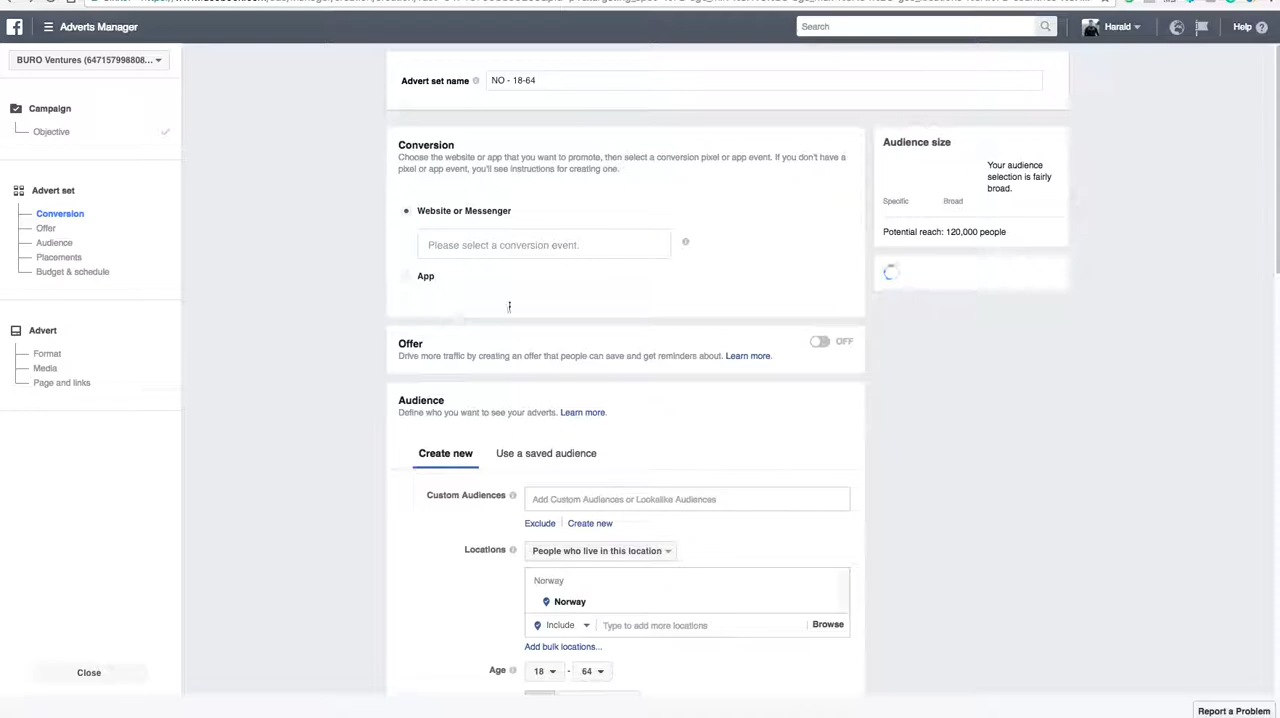 Adverts Manager
Search
Harald
Help
BURO Ventures (647157998808...
Campaign
Objective
Advert set
Conversion
Offer
Audience
Placements
Budget & schedule
Advert
Format
Media
Page and links
Close
Advert set name
NO - 18-64
Conversion
Choose the website or app that you want to promote, then select a conversion pixel or app event. If you don't have a
pixel or app event, you'll see instructions for creating one.
Website or Messenger
Please select a conversion event.
App
Offer
OFF
Drive more traffic by creating an offer that people can save and get reminders about. Learn more.
Audience
Define who you want to see your adverts. Learn more.
Create new
Use a saved audience
Custom Audiences
Add Custom Audiences or Lookalike Audiences
Exclude
Create new
Locations
People who live in this location
Norway
Norway
Include
Type to add more locations
Browse
Add bulk locations...
Age
18
-
64
Audience size
Your audience
selection is fairly
broad.
Specific
Broad
Potential reach: 120,000 people
Report a Problem